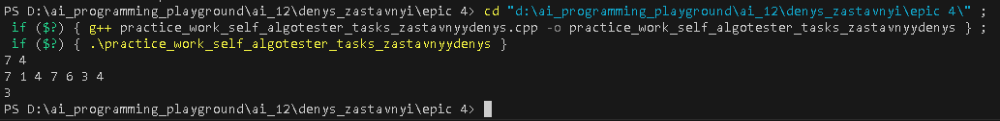 PS D:\ai_programming_playground\ai_12\denys_zastavnyi\epic 4> cd "d:\ai_programming_playground\ai_12\denys_zastavnyi\epic 4\" ;
if ($?) { g++ practice_work_self_algotester_tasks_zastavnyydenys.cpp -o practice_work_self_algotester_tasks_zastavnyydenys } ;
if ($?) { .\practice_work_self_algotester_tasks_zastavnyydenys }
7 4
7 1 4 7 6 3 4
3
PS D:\ai_programming_playground\ai_12\denys_zastavnyi\epic 4>